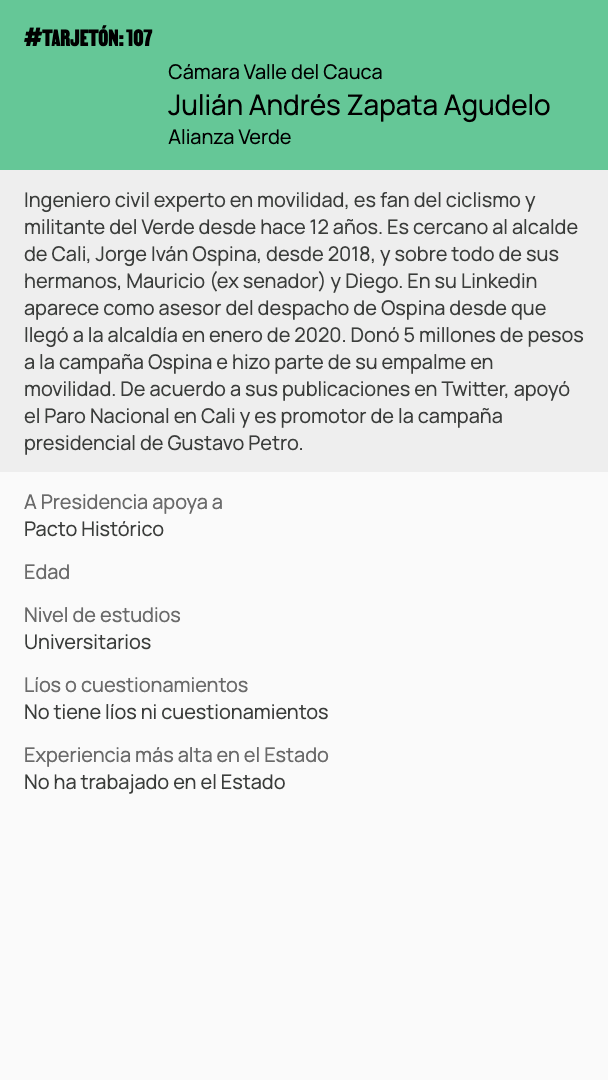 #TARJETÓN: 107
Cámara Valle del Cauca
Julián Andrés Zapata Agudelo
Alianza Verde
Ingeniero civil experto en movilidad, es fan del ciclismo y
militante del Verde desde hace 12 años. Es cercano al alcalde
de Cali, Jorge Iván Ospina, desde 2018, y sobre todo de sus
hermanos, Mauricio (ex senador) y Diego. En su Linkedin
aparece como asesor del despacho de Ospina desde que
llegó a la alcaldía en enero de 2020. Donó 5 millones de pesos
a la campaña Ospina e hizo parte de su empalme en
movilidad. De acuerdo a sus publicaciones en Twitter, apoyó
el Paro Nacional en Cali y es promotor de la campaña
presidencial de Gustavo Petro.
A Presidencia apoya a
Pacto Histórico
Edad
Nivel de estudios
Universitarios
Líos o cuestionamientos
No tiene líos ni cuestionamientos
Experiencia más alta en el Estado
No ha trabajado en el Estado